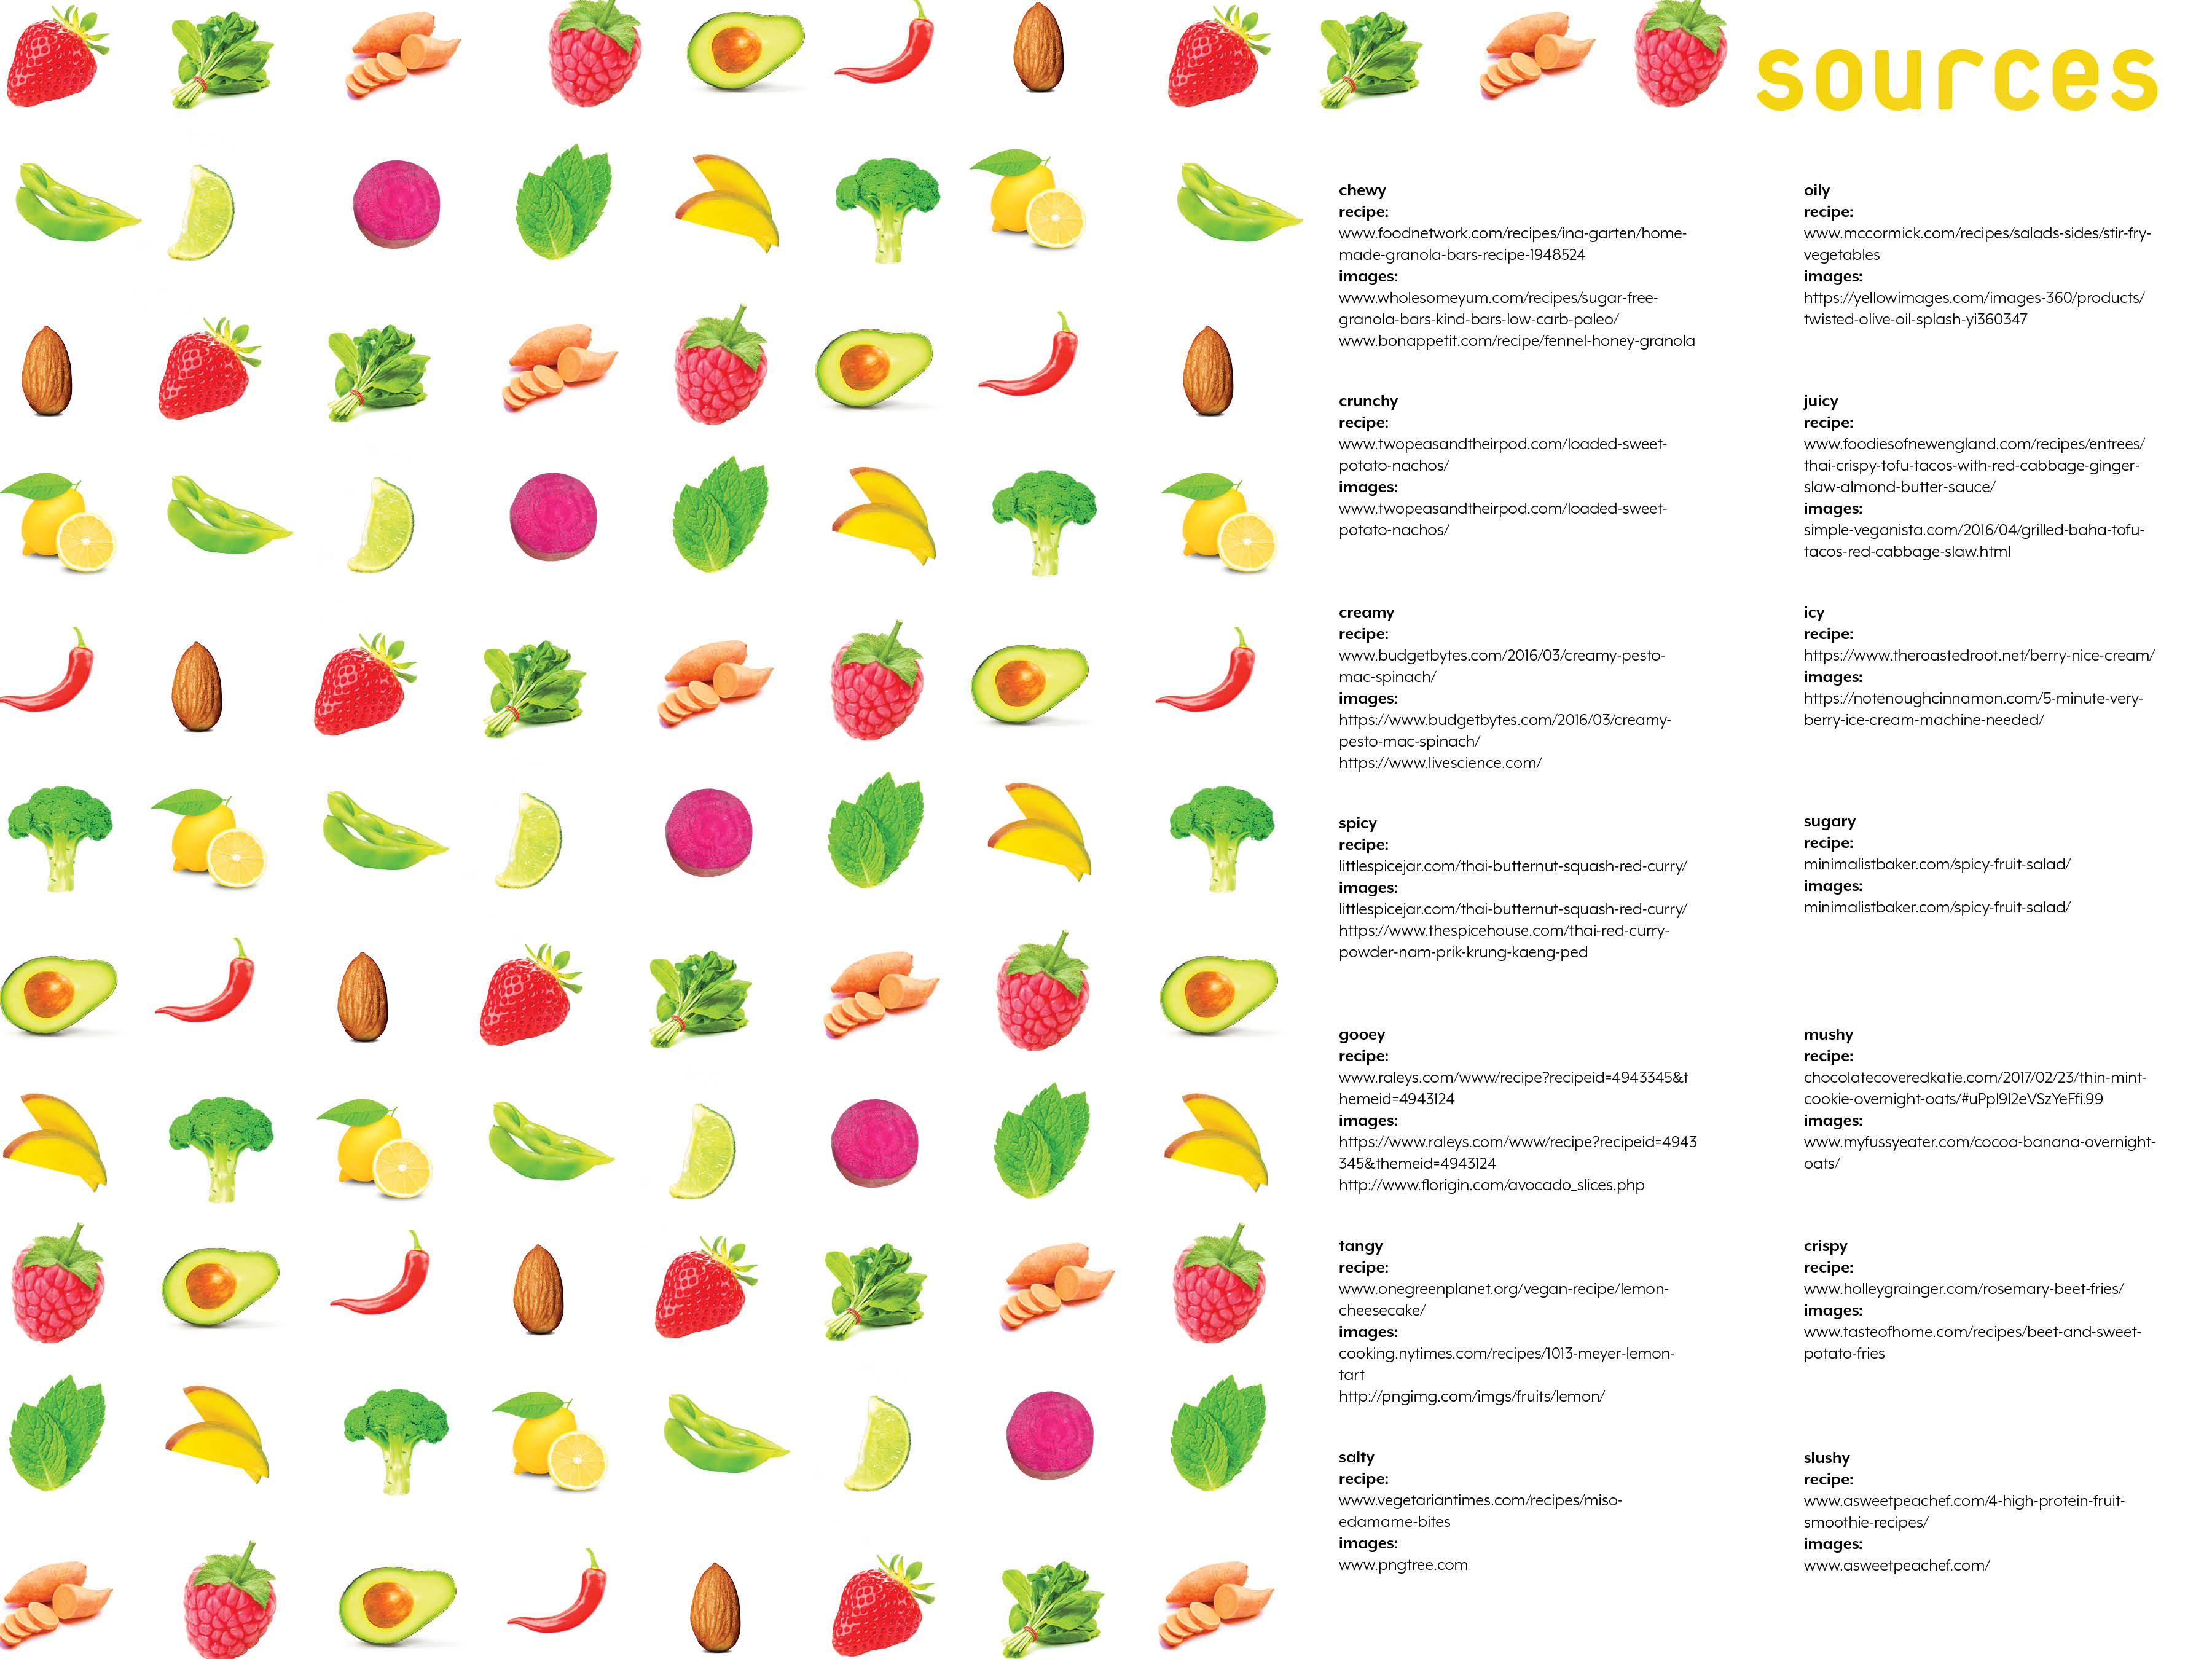 sources
chewy
recipe:
www.foodnetwork.com/recipes/ina-garten/home-
made-granola-bars-recipe-1948524
images:
www.wholesomeyum.com/recipes/sugar-free-
granola-bars-kind-bars-low-carb-paleo/
www.bonappetit.com/recipe/fennel-honey-granola
crunchy
recipe:
www.twopeasandtheirpod.com/loaded-sweet-
potato-nachos/
images:
www.twopeasandtheirpod.com/loaded-sweet-
potato-nachos/
creamy
recipe:
www.budgetbytes.com/2016/03/creamy-pesto-
mac-spinach/
images:
https://www.budgetbytes.com/2016/03/creamy-
pesto-mac-spinach/
https://www.livescience.com/
spicy
recipe:
littlespicejar.com/thai-butternut-squash-red-curry/
images:
littlespicejar.com/thai-butternut-squash-red-curry/
https://www.thespicehouse.com/thai-red-curry-
powder-nam-prik-krung-kaeng-ped
gooey
recipe:
www.raleys.com/www/recipe?recipeid=4943345&t
hemeid=4943124
images:
https://www.raleys.com/www/recipe?recipeid=4943
345&themeid=4943124
http://www.florigin.com/avocado_slices.php
tangy
recipe:
www.onegreenplanet.org/vegan-recipe/lemon-
cheesecake/
images:
cooking.nytimes.com/recipes/1013-meyer-lemon-
tart
http://pngimg.com/imgs/fruits/lemon/
salty
recipe:
www.vegetariantimes.com/recipes/miso-
edamame-bites
images:
www.pngtree.com
oily
recipe:
www.mccormick.com/recipes/salads-sides/stir-fry-
vegetables
images:
https://yellowimages.com/images-360/products/
twisted-olive-oil-splash-yi360347
juicy
recipe:
www.foodiesofnewengland.com/recipes/entrees/
thai-crispy-tofu-tacos-with-red-cabbage-ginger-
slaw-almond-butter-sauce/
images:
simple-veganista.com/2016/04/grilled-baha-tofu-
tacos-red-cabbage-slaw.html
icy
recipe:
https://www.theroastedroot.net/berry-nice-cream/
images:
https://notenoughcinnamon.com/5-minute-very-
berry-ice-cream-machine-needed/
sugary
recipe:
minimalistbaker.com/spicy-fruit-salad/
images:
minimalistbaker.com/spicy-fruit-salad/
mushy
recipe:
chocolatecoveredkatie.com/2017/02/23/thin-mint-
cookie-overnight-oats/#uPpl9l2eVSzYeFfi.99
images:
www.myfussyeater.com/cocoa-banana-overnight-
oats/
crispy
recipe:
www.holleygrainger.com/rosemary-beet-fries/
images:
www.tasteofhome.com/recipes/beet-and-sweet-
potato-fries
slushy
recipe:
www.asweetpeachef.com/4-high-protein-fruit-
smoothie-recipes/
images:
www.asweetpeachef.com/